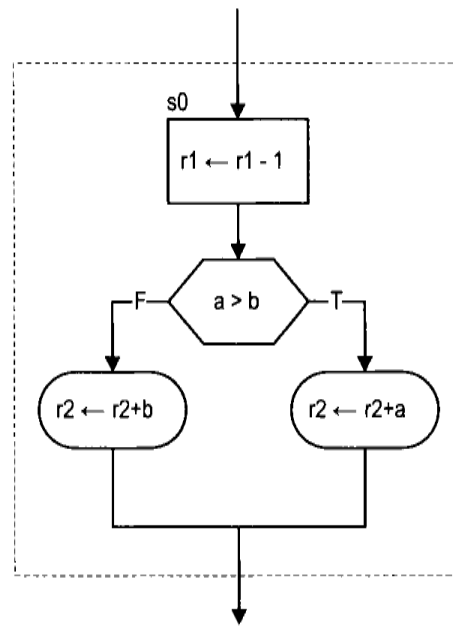 s0
r1 ← r1 - 1
F
a > b
T
r2 ← r2+b
r2 ← r2+a